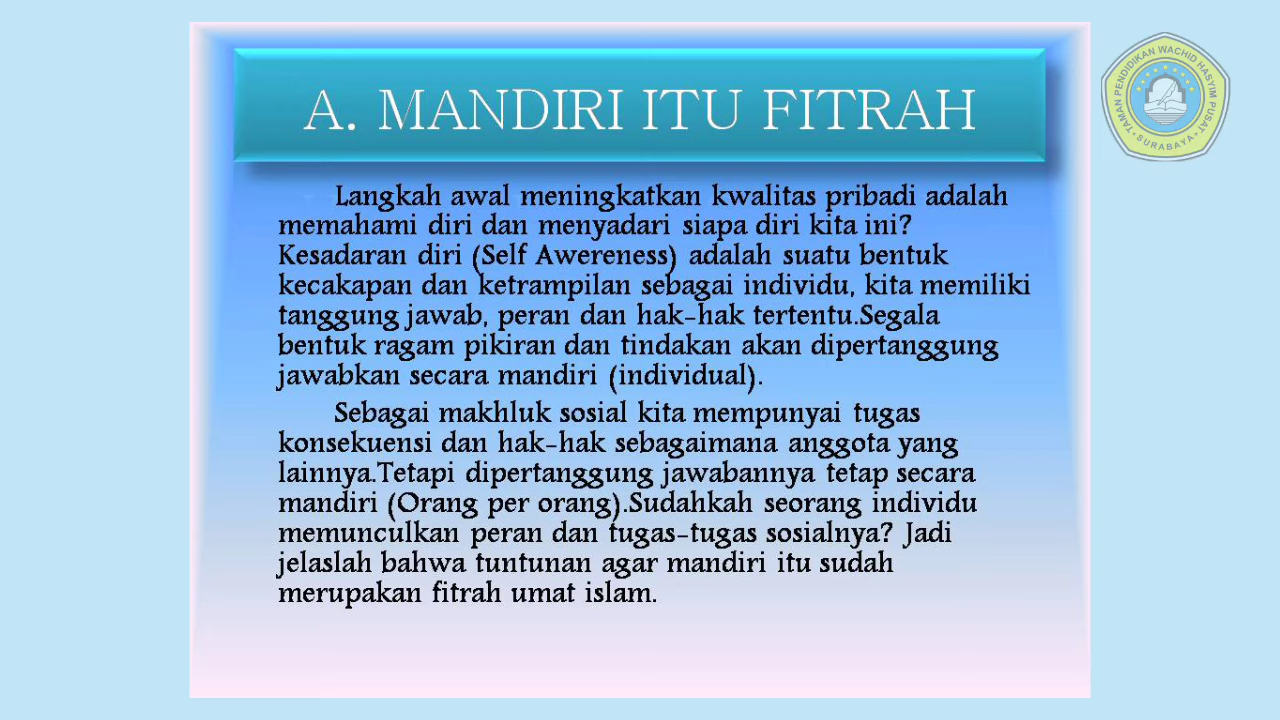 A. MANDIRI ITU FITRAH
Langkah awal meningkatkan kwalitas pribadi adalah
memahami diri dan menyadari siapa diri kita ini?
Kesadaran diri (Self Awereness) adalah suatu bentuk
kecakapan dan ketrampilan sebagai individu, kita memiliki
tanggung jawab, peran dan hak-hak tertentu.Segala
bentuk ragam pikiran dan tindakan akan dipertanggung
jawabkan secara mandiri (individual).
Sebagai makhluk sosial kita mempunyai tugas
konsekuensi dan hak-hak sebagaimana anggota yang
lainnya.Tetapi dipertanggung jawabannya tetap secara
mandiri (Orang per orang).Sudahkah seorang individu
memunculkan peran dan tugas-tugas sosialnya? Jadi
jelaslah bahwa tuntunan agar mandiri itu sudah
merupakan fitrah umat islam.
TAMAN PENDIDIKAN WACHID HASYIM PUSAT
SURABAYA